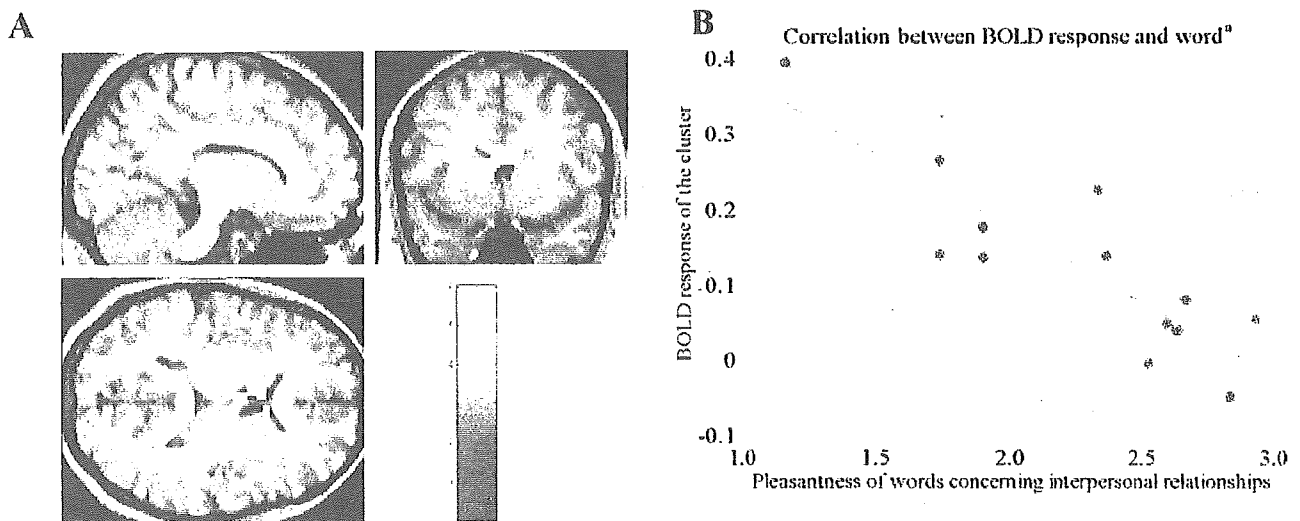 A
B
Correlation between BOLD response and word a
BOLD response of the cluster
0.4
0.3
0.2
0.1
0
-0.1
1.0 1.5 2.0 2.5 3.0
Pleasantness of words concerning interpersonal relationships